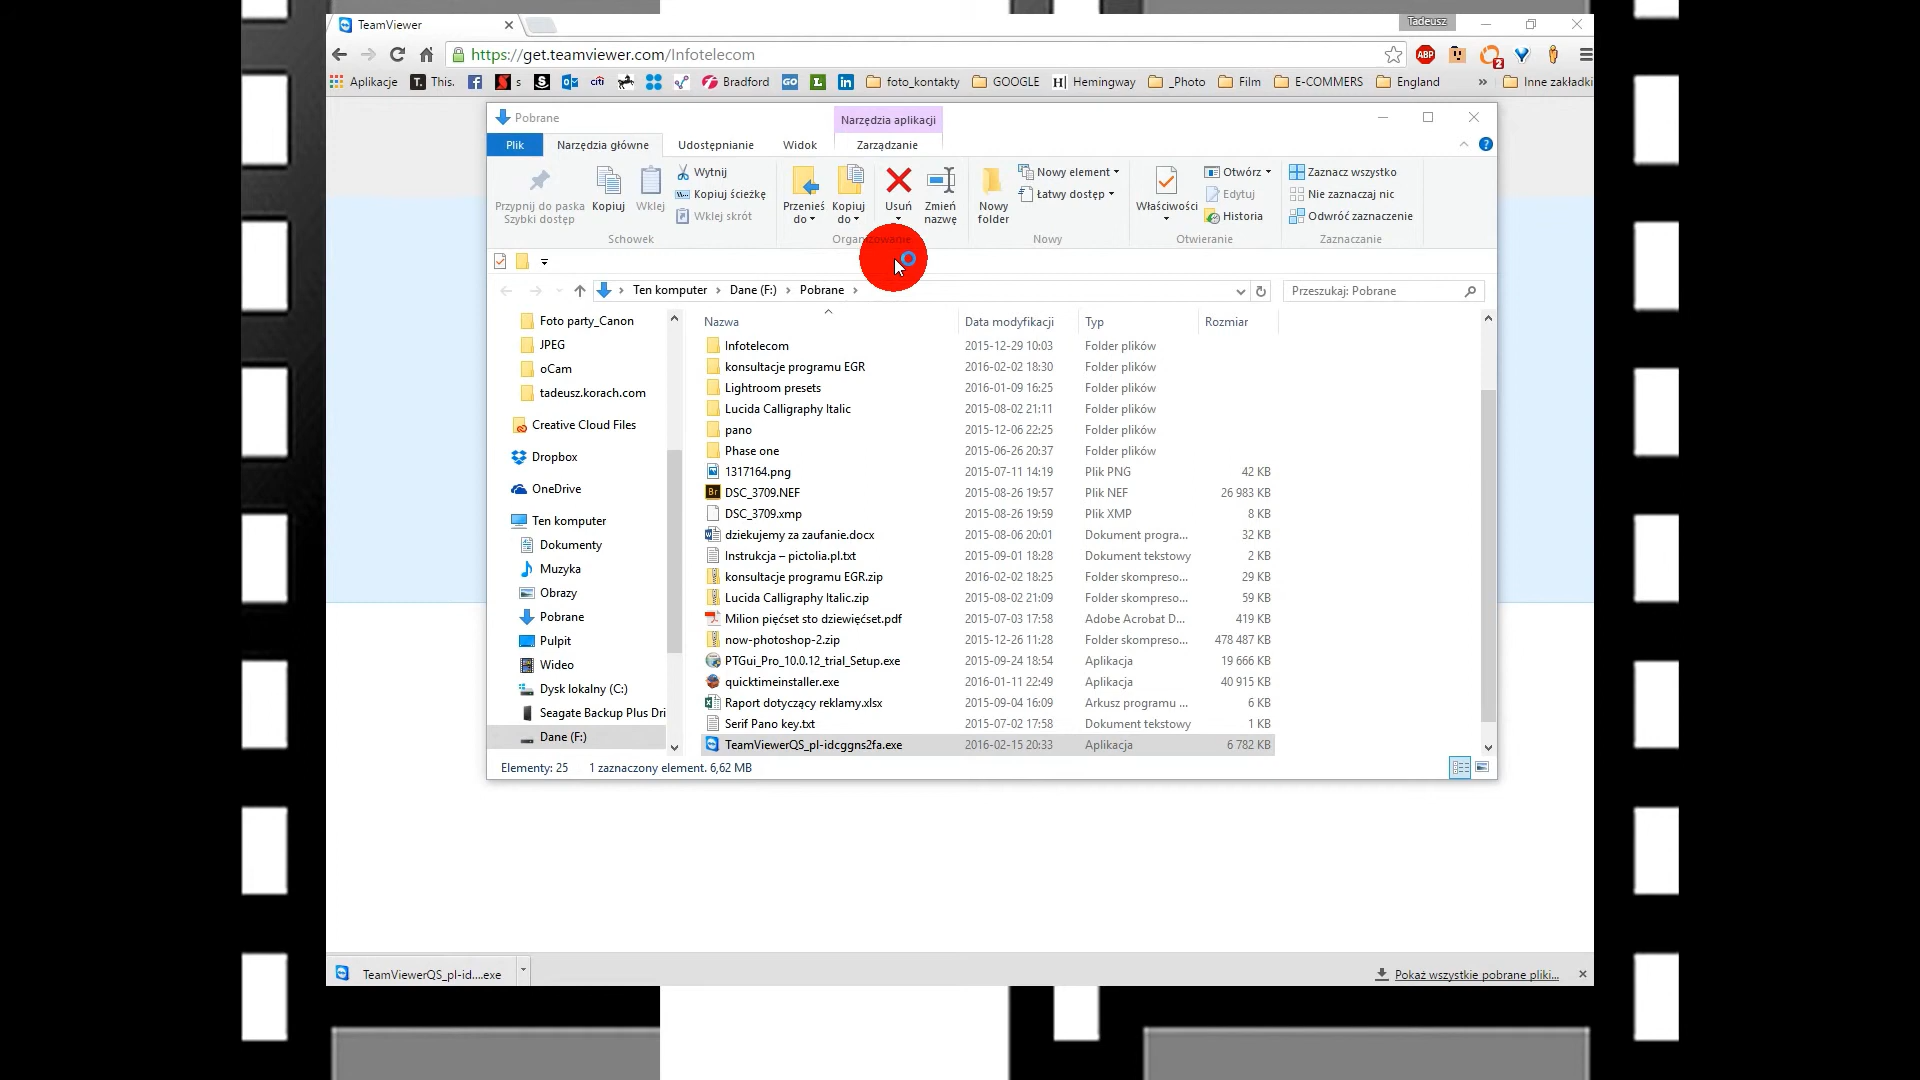 TeamViewer
Tadeusz
https://get.teamviewer.com/Infotelecom
ABP
2
Aplikacje
This.
s
citi
Bradford
GO
foto_kontakty
GOOGLE
Hemingway
_Photo
Film
E-COMMERS
England
»
Inne zakładki
Pobrane
Narzędzia aplikacji
Plik
Narzędzia główne
Udostępnianie
Widok
Zarządzanie
Przypnij do paska
Szybki dostęp
Kopiuj
Wklej
Wytnij
Kopiuj ścieżkę
Wklej skrót
Schowek
Przenieś
do
Kopiuj
do
Usuń
Zmień
nazwę
Organizowanie
Nowy
folder
Nowy element
Łatwy dostęp
Nowy
Właściwości
Otwórz
Edytuj
Historia
Otwieranie
Zaznacz wszystko
Nie zaznaczaj nic
Odwróć zaznaczenie
Zaznaczanie
Ten komputer › Dane (F:) › Pobrane ›
Przeszukaj: Pobrane
Foto party_Canon
JPEG
oCam
tadeusz.korach.com
Creative Cloud Files
Dropbox
OneDrive
Ten komputer
Dokumenty
Muzyka
Obrazy
Pobrane
Pulpit
Wideo
Dysk lokalny (C:)
Seagate Backup Plus Dri
Dane (F:)
Nazwa Data modyfikacji Typ Rozmiar
Infotelecom 2015-12-29 10:03 Folder plików
konsultacje programu EGR 2016-02-02 18:30 Folder plików
Lightroom presets 2016-01-09 16:25 Folder plików
Lucida Calligraphy Italic 2015-08-02 21:11 Folder plików
pano 2015-12-06 22:25 Folder plików
Phase one 2015-06-26 20:37 Folder plików
1317164.png 2015-07-11 14:19 Plik PNG 42 KB
DSC_3709.NEF 2015-08-26 19:57 Plik NEF 26 983 KB
DSC_3709.xmp 2015-08-26 19:59 Plik XMP 8 KB
dziekujemy za zaufanie.docx 2015-08-06 20:01 Dokument progra... 32 KB
Instrukcja – pictolia.pl.txt 2015-09-01 18:28 Dokument tekstowy 2 KB
konsultacje programu EGR.zip 2016-02-02 18:25 Folder skompreso... 29 KB
Lucida Calligraphy Italic.zip 2015-08-02 21:09 Folder skompreso... 59 KB
Milion pięćset sto dziewięćset.pdf 2015-07-03 17:58 Adobe Acrobat D... 419 KB
now-photoshop-2.zip 2015-12-26 11:28 Folder skompreso... 478 487 KB
PTGui_Pro_10.0.12_trial_Setup.exe 2015-09-24 18:54 Aplikacja 19 666 KB
quicktimeinstaller.exe 2016-01-11 22:49 Aplikacja 40 915 KB
Raport dotyczący reklamy.xlsx 2015-09-04 16:09 Arkusz programu ... 6 KB
Serif Pano key.txt 2015-07-02 17:58 Dokument tekstowy 1 KB
TeamViewerQS_pl-idcggns2fa.exe 2016-02-15 20:33 Aplikacja 6 782 KB
Elementy: 25 1 zaznaczony element. 6,62 MB
TeamViewerQS_pl-id....exe
Pokaż wszystkie pobrane pliki...